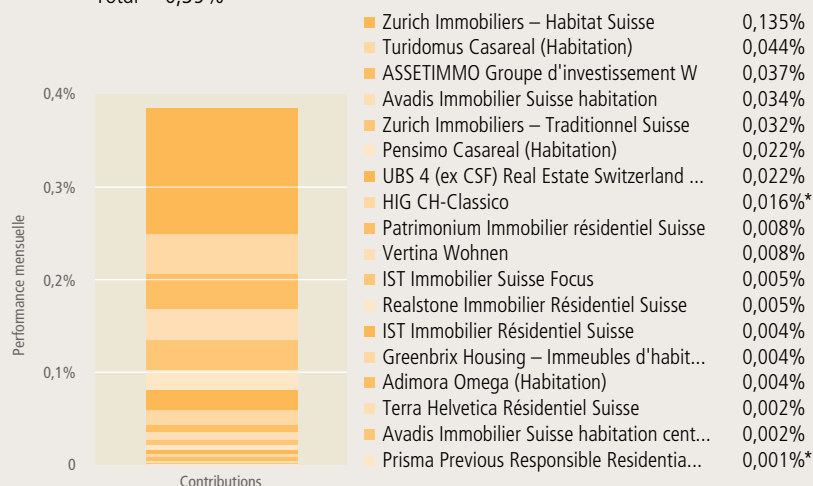 Zurich Immobiliers – Habitat Suisse 0,135%
Turidomus Casareal (Habitation) 0,044%
ASSETIMMO Groupe d'investissement W 0,037%
Avadis Immobilier Suisse habitation 0,034%
Zurich Immobiliers – Traditionnel Suisse 0,032%
Pensimo Casareal (Habitation) 0,022%
UBS 4 (ex CSF) Real Estate Switzerland ... 0,022%
HIG CH-Classico 0,016%*
Patrimonium Immobilier résidentiel Suisse 0,008%
Vertina Wohnen 0,008%
IST Immobilier Suisse Focus 0,005%
Realstone Immobilier Résidentiel Suisse 0,005%
IST Immobilier Résidentiel Suisse 0,004%
Greenbrix Housing – Immeubles d'habit... 0,004%
Adimora Omega (Habitation) 0,004%
Terra Helvetica Résidentiel Suisse 0,002%
Avadis Immobilier Suisse habitation cent... 0,002%
Prisma Previous Responsible Residentia... 0,001%*
Performance mensuelle
0,4%
0,3%
0,2%
0,1%
0
Contributions